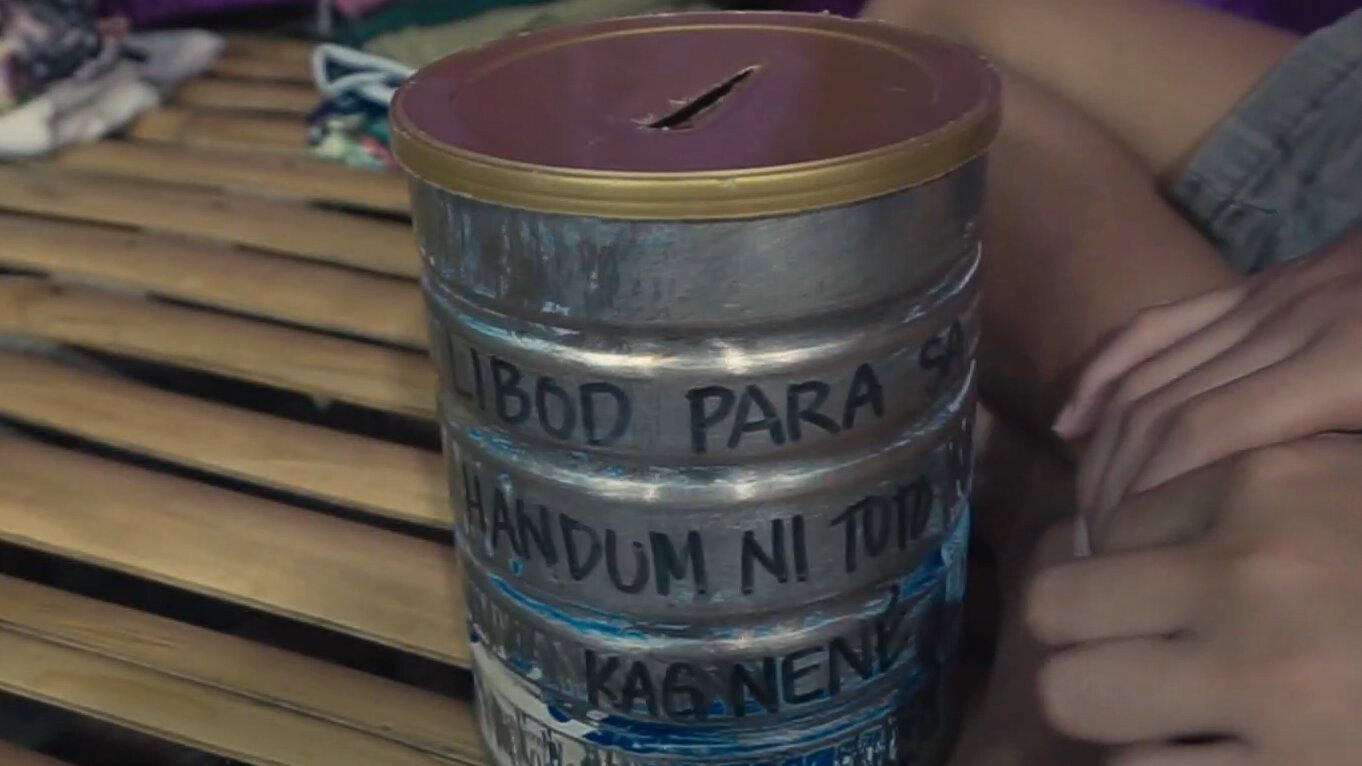 LIBOD PARA SA
HANDUM NI TOTO
KAG NENE